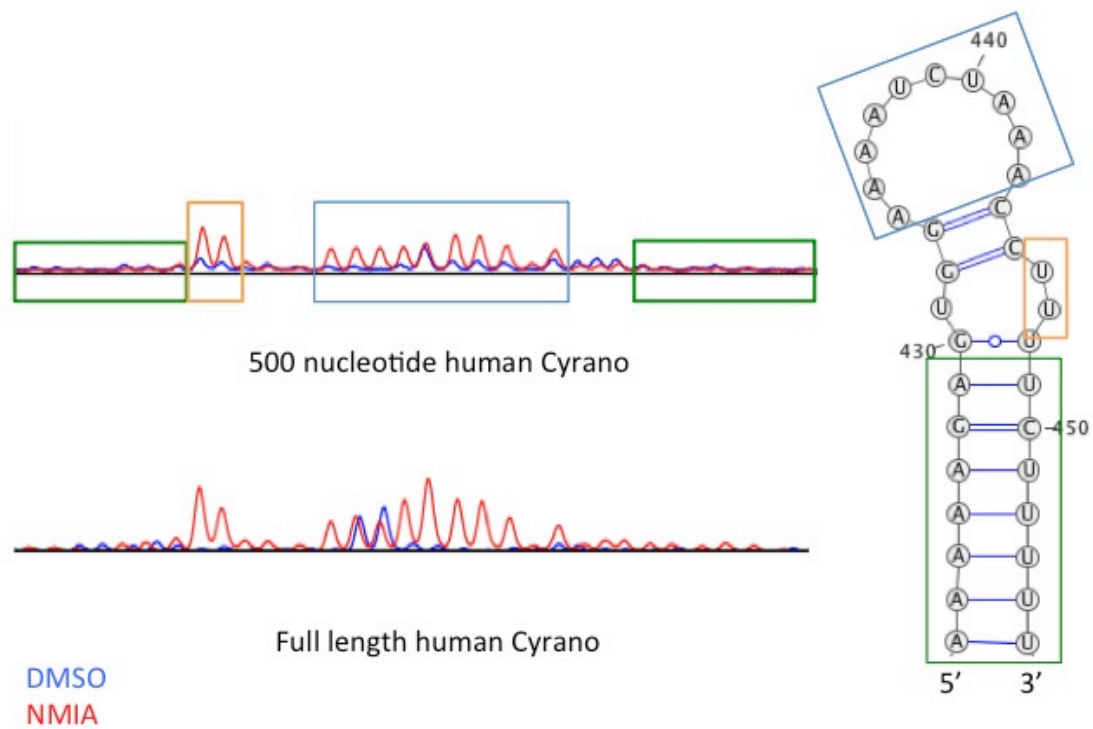 440
U C U
A A
A A
A A
A C
G C
G U
U U
430 G U
A U
G C 450
A U
A U
A U
A U
A U
5’ 3’
500 nucleotide human Cyrano
Full length human Cyrano
DMSO
NMIA